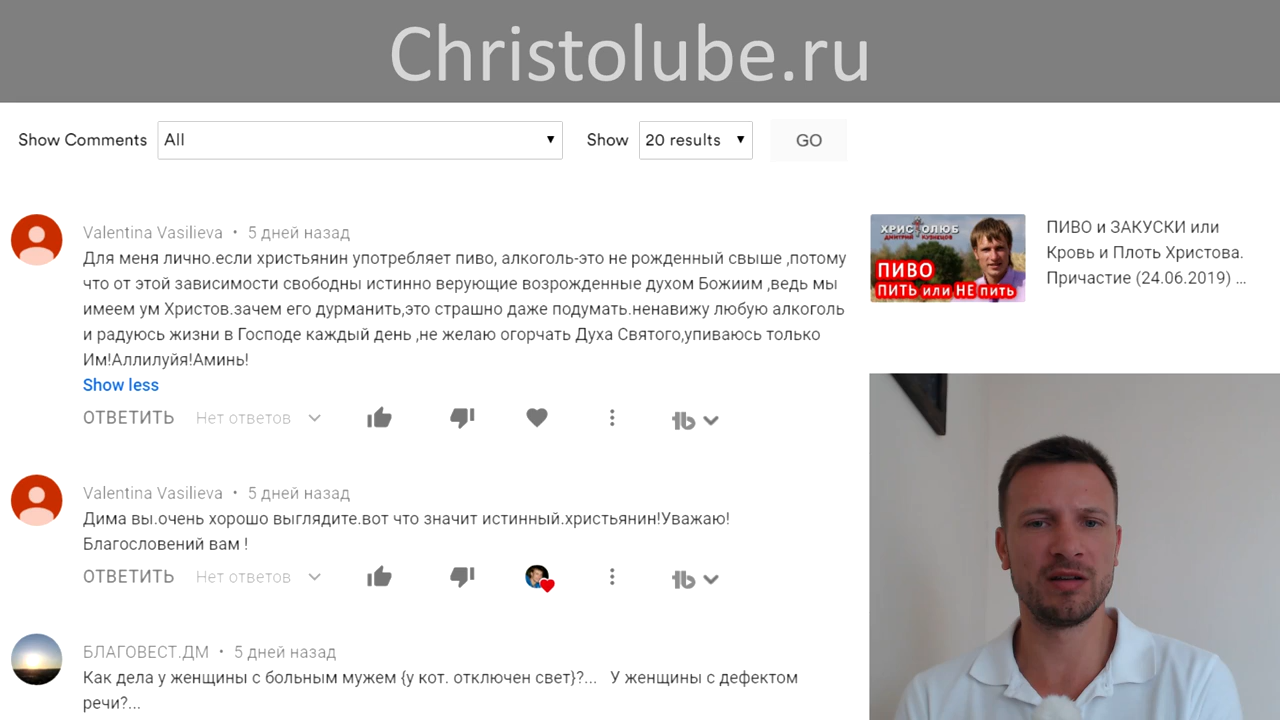 Christolube.ru
Show Comments
All
Show
20 results
GO
Valentina Vasilieva • 5 дней назад
Для меня лично.если христьянин употребляет пиво, алкоголь-это не рожденный свыше ,потому
что от этой зависимости свободны истинно верующие возрожденные духом Божиим ,ведь мы
имеем ум Христов.зачем его дурманить,это страшно даже подумать.ненавижу любую алкоголь
и радуюсь жизни в Господе каждый день ,не желаю огорчать Духа Святого,упиваюсь только
Им!Аллилуйя!Аминь!
Show less
ОТВЕТИТЬ
Нет ответов
Valentina Vasilieva • 5 дней назад
Дима вы.очень хорошо выглядите.вот что значит истинный.христьянин!Уважаю!
Благословений вам !
ОТВЕТИТЬ
Нет ответов
БЛАГОВЕСТ.ДМ • 5 дней назад
Как дела у женщины с больным мужем {у кот. отключен свет}?... У женщины с дефектом
речи?...
ХРИСТОЛЮБ
ДМИТРИЙ КУЗНЕЦОВ
ПИВО
ПИТЬ или НЕ пить
ПИВО и ЗАКУСКИ или
Кровь и Плоть Христова.
Причастие (24.06.2019) ...